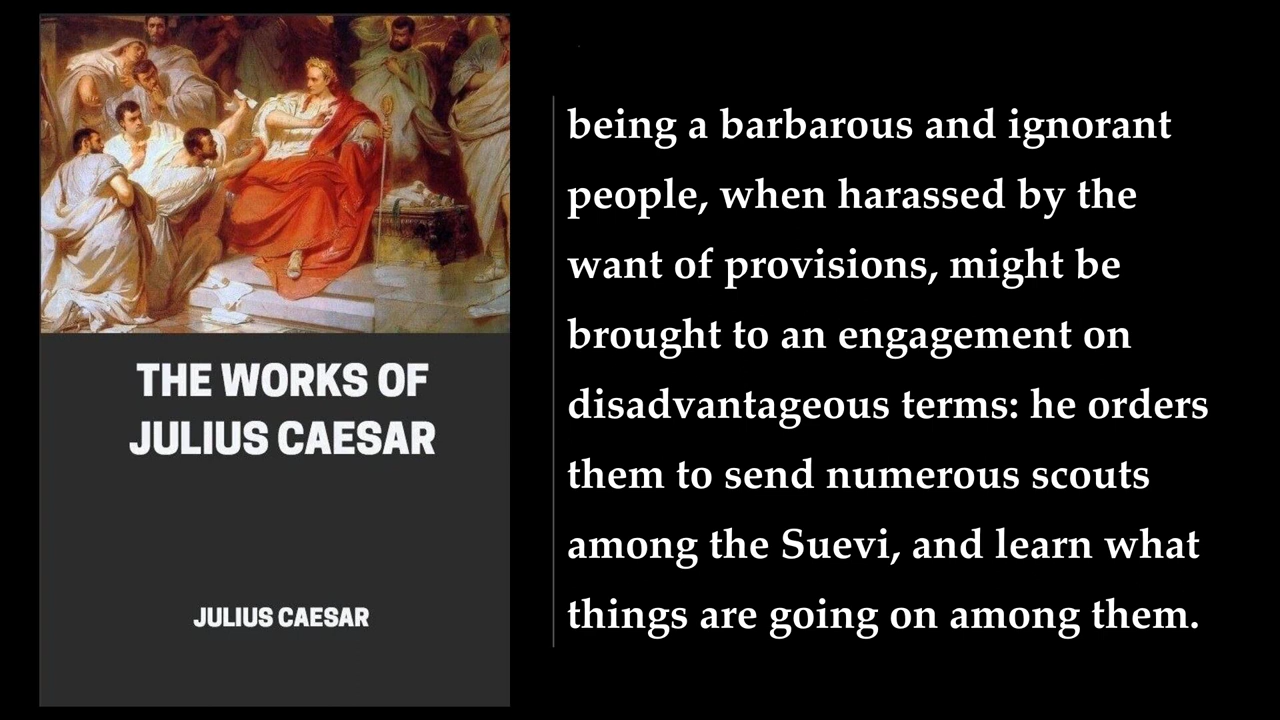 THE WORKS OF
JULIUS CAESAR
JULIUS CAESAR
being a barbarous and ignorant
people, when harassed by the
want of provisions, might be
brought to an engagement on
disadvantageous terms: he orders
them to send numerous scouts
among the Suevi, and learn what
things are going on among them.